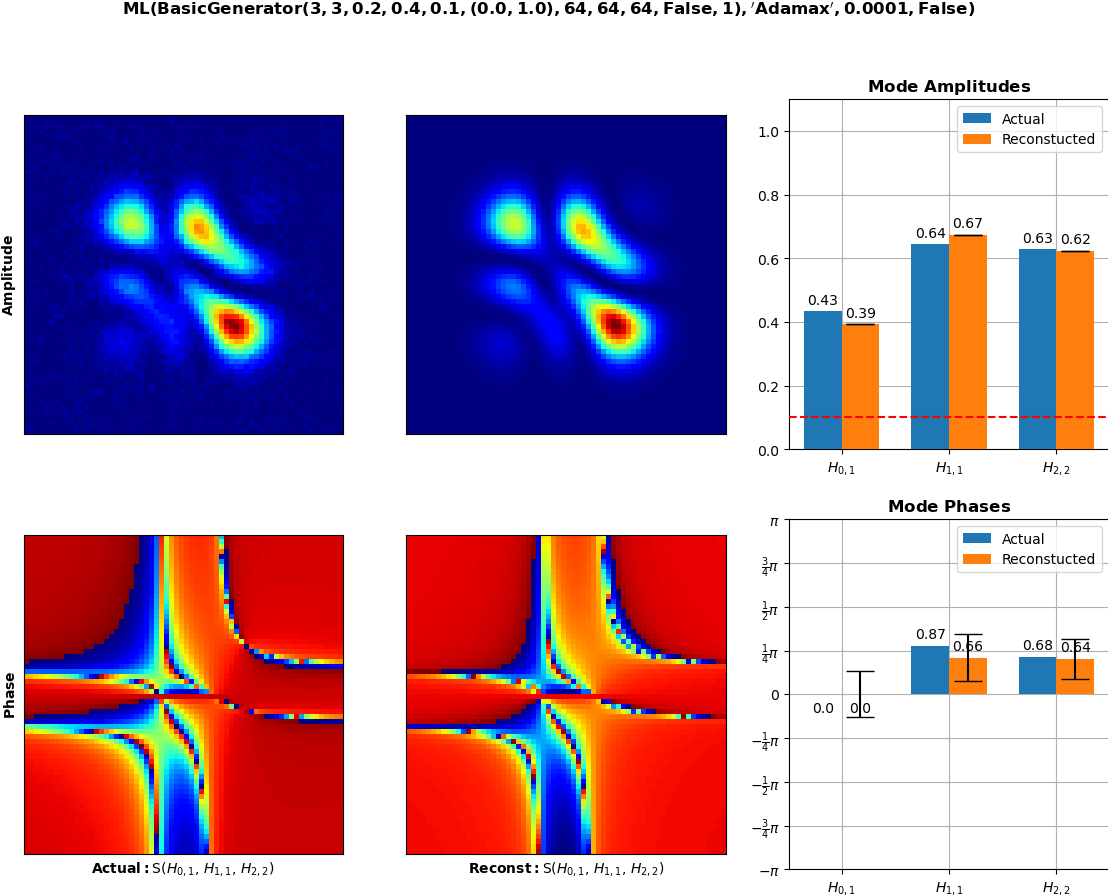 ML(BasicGenerator(3, 3, 0.2, 0.4, 0.1, (0.0, 1.0), 64, 64, 64, False, 1), ′Adamax′, 0.0001, False)
Amplitude
Mode Amplitudes
Actual
Reconstucted
1.0
0.8
0.6
0.4
0.2
0.0
0.43
0.39
0.64
0.67
0.63
0.62
H0, 1
H1, 1
H2, 2
Phase
Actual: S(H0, 1, H1, 1, H2, 2)
Reconst: S(H0, 1, H1, 1, H2, 2)
Mode Phases
Actual
Reconstucted
π
3/4π
1/2π
1/4π
0
−1/4π
−1/2π
−3/4π
−π
0.0
0.0
0.87
0.66
0.68
0.64
H0, 1
H1, 1
H2, 2